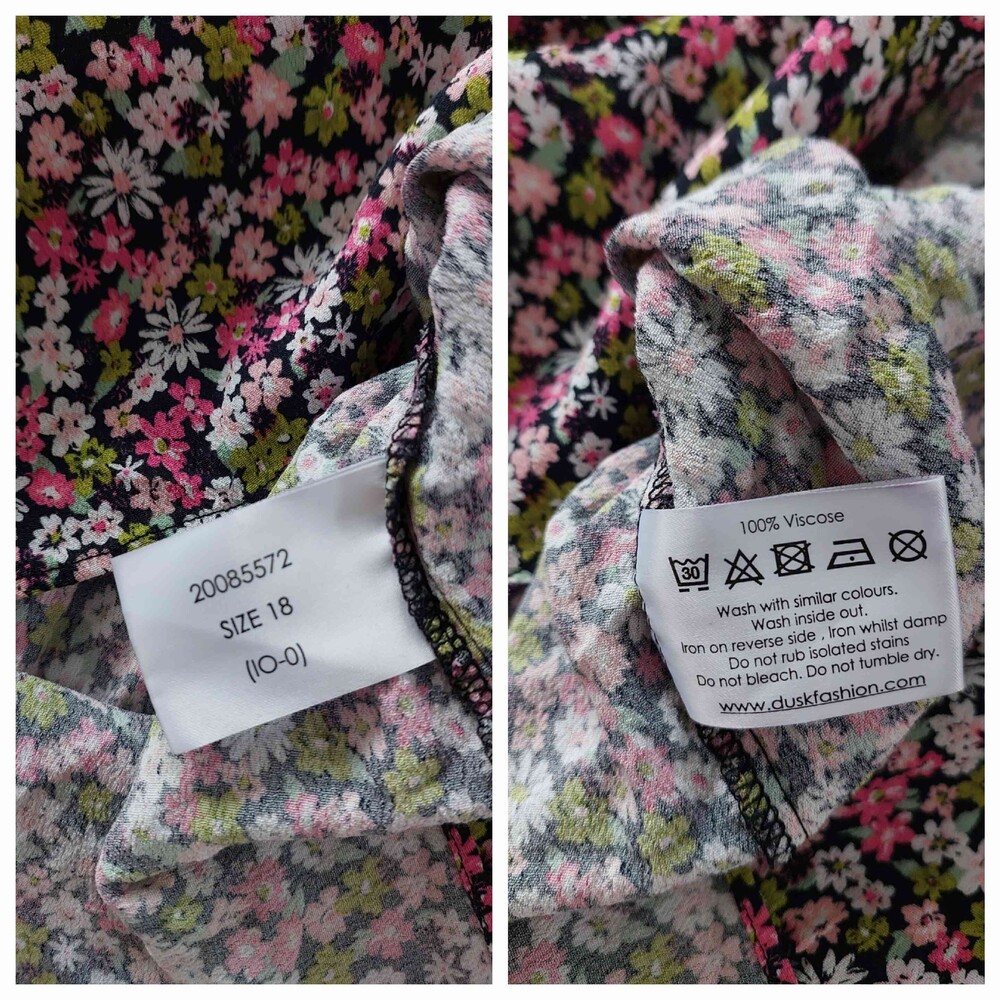 20085572
SIZE 18
(IO-0)
100% Viscose
30
Wash with similar colours.
Wash inside out.
Iron on reverse side , Iron whilst damp
Do not rub isolated stains
Do not bleach. Do not tumble dry.
www.duskfashion.com